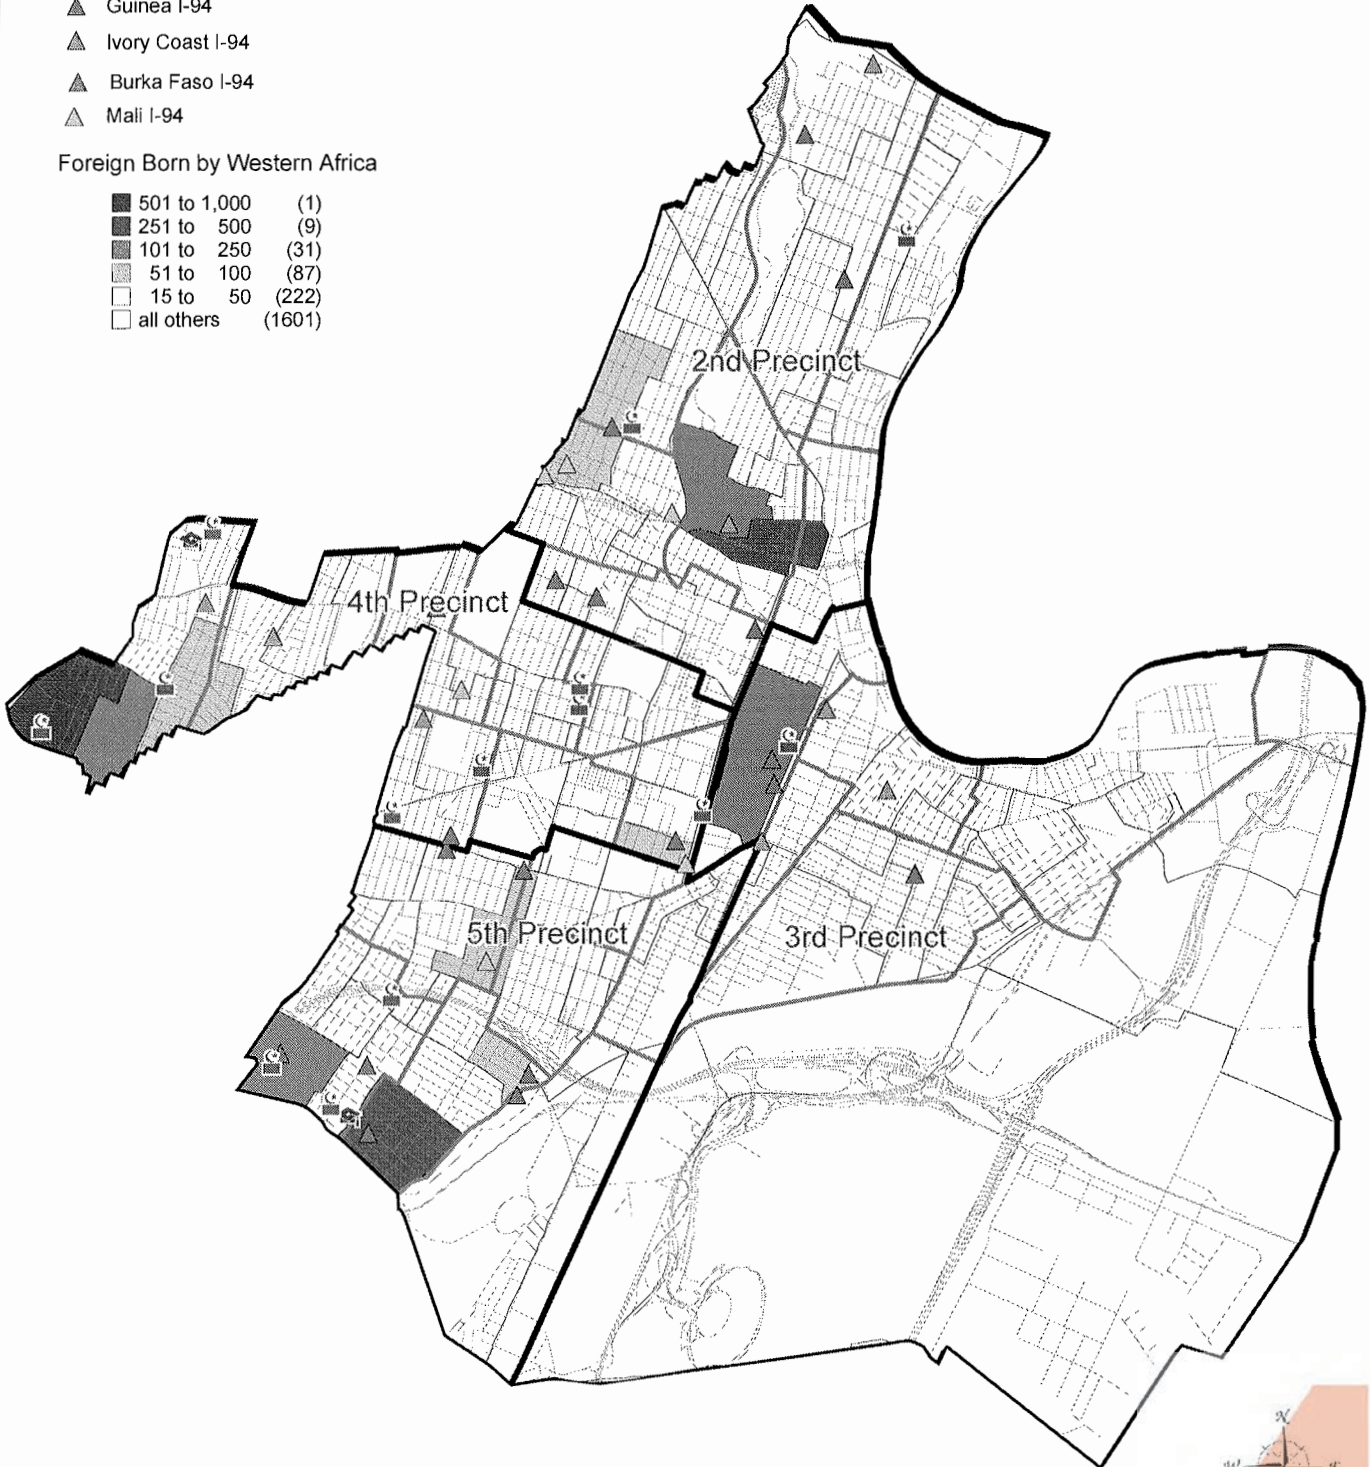 Guinea I-94
Ivory Coast I-94
Burka Faso I-94
Mali I-94
Foreign Born by Western Africa
501 to 1,000 (1)
251 to 500 (9)
101 to 250 (31)
51 to 100 (87)
15 to 50 (222)
all others (1601)
2nd Precinct
4th Precinct
5th Precinct
3rd Precinct
N
W E